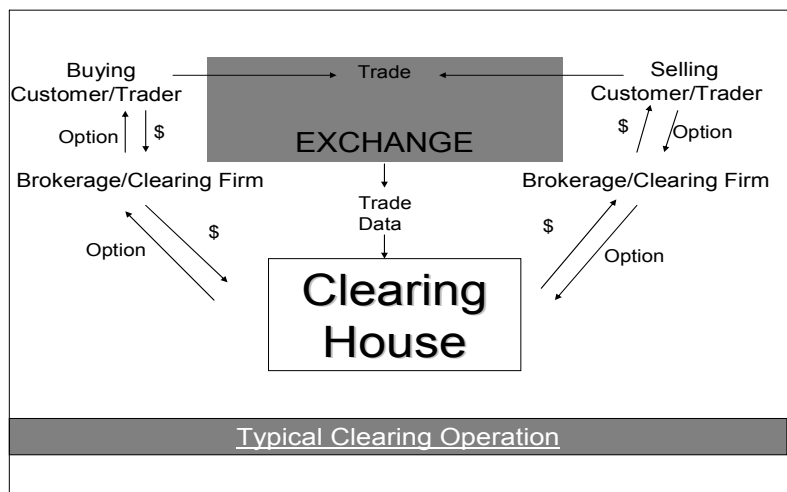 Buying
Customer/Trader
Trade
Selling
Customer/Trader
Option
$
$
Option
EXCHANGE
Brokerage/Clearing Firm
Brokerage/Clearing Firm
Trade
Data
$
Option
$
Option
Clearing
House
Typical Clearing Operation